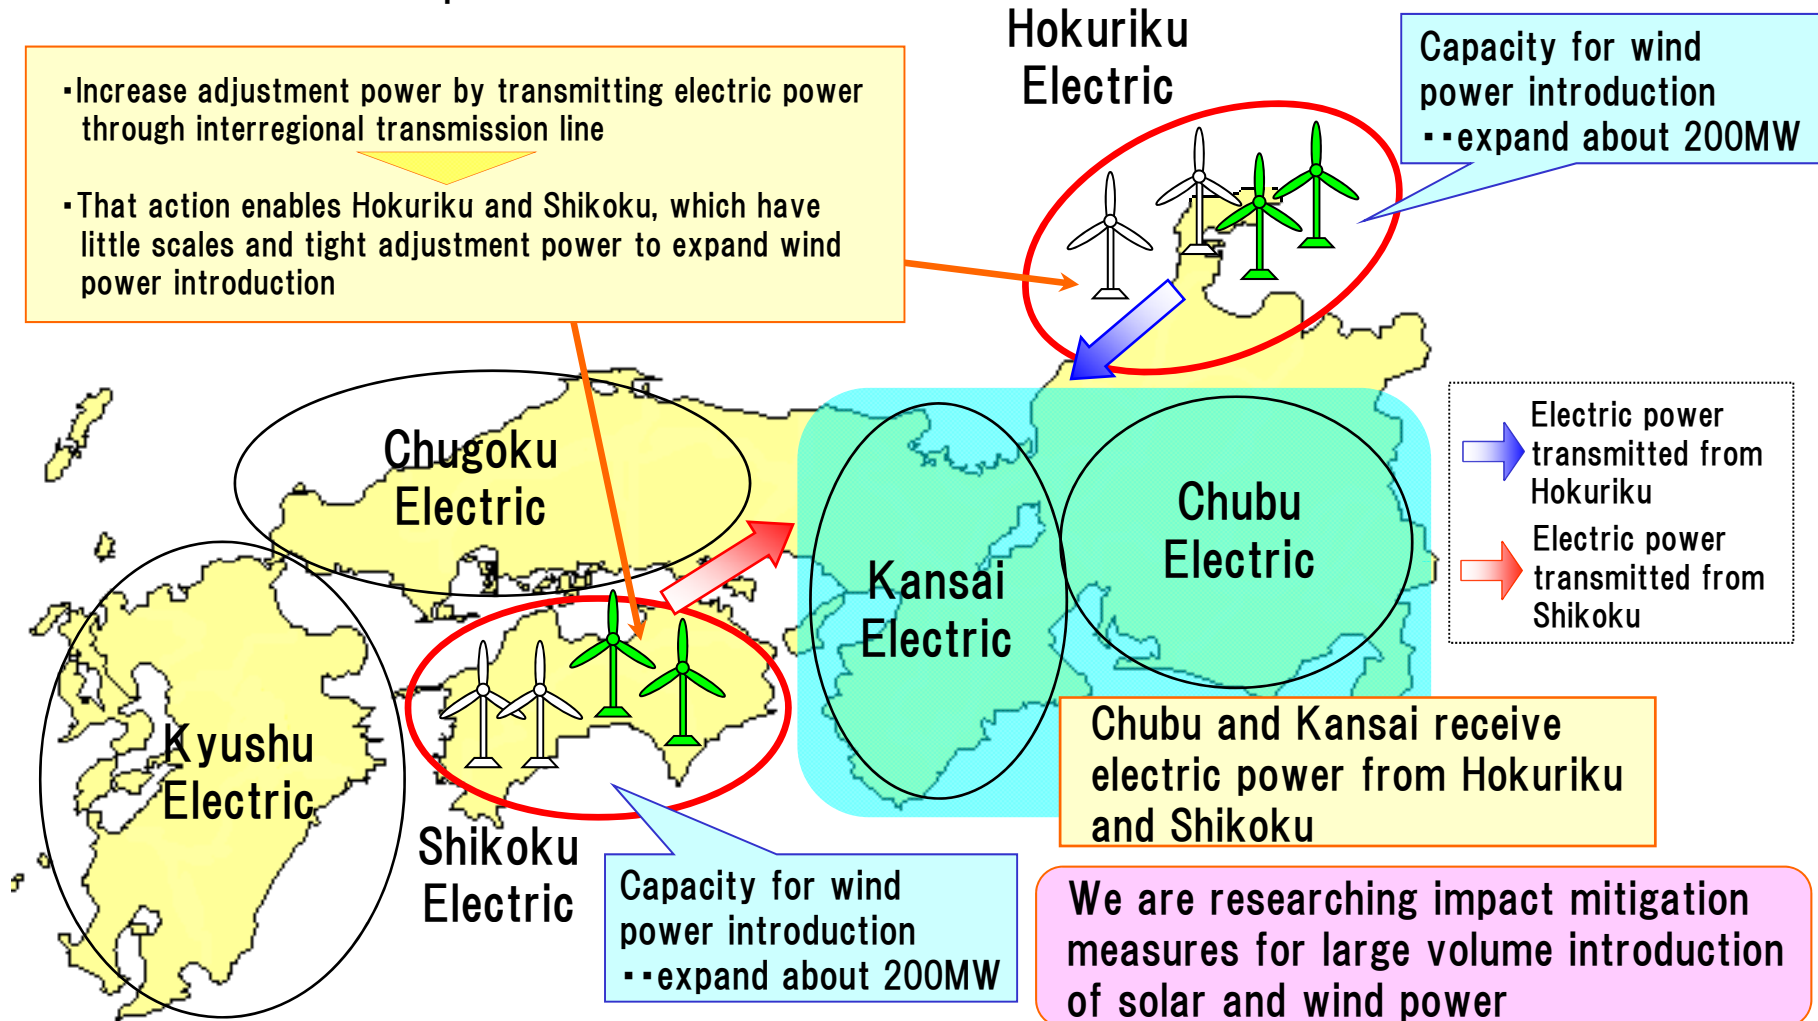 ・Increase adjustment power by transmitting electric power
through interregional transmission line
・That action enables Hokuriku and Shikoku, which have
little scales and tight adjustment power to expand wind
power introduction
Hokuriku
Electric
Capacity for wind
power introduction
・・expand about 200MW
Chugoku
Electric
Kansai
Electric
Chubu
Electric
Electric power
transmitted from
Hokuriku
Electric power
transmitted from
Shikoku
Kyushu
Electric
Shikoku
Electric
Capacity for wind
power introduction
・・expand about 200MW
Chubu and Kansai receive
electric power from Hokuriku
and Shikoku
We are researching impact mitigation
measures for large volume introduction
of solar and wind power